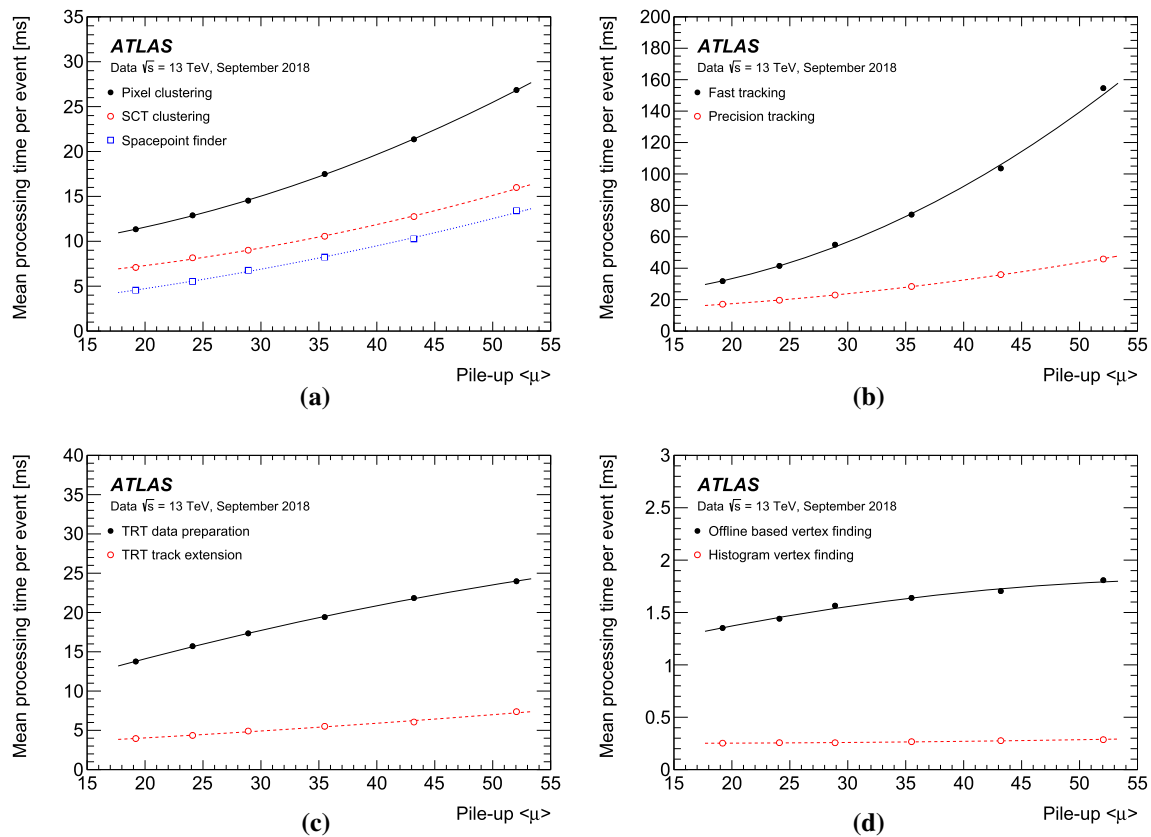 Mean processing time per event [ms]
35
30
25
20
15
10
5
0
ATLAS
Data √s = 13 TeV, September 2018
Pixel clustering
SCT clustering
Spacepoint finder
15 20 25 30 35 40 45 50 55
Pile-up <μ>
(a)
Mean processing time per event [ms]
200
180
160
140
120
100
80
60
40
20
0
ATLAS
Data √s = 13 TeV, September 2018
Fast tracking
Precision tracking
15 20 25 30 35 40 45 50 55
Pile-up <μ>
(b)
Mean processing time per event [ms]
40
35
30
25
20
15
10
5
0
ATLAS
Data √s = 13 TeV, September 2018
TRT data preparation
TRT track extension
15 20 25 30 35 40 45 50 55
Pile-up <μ>
(c)
Mean processing time per event [ms]
3
2.5
2
1.5
1
0.5
0
ATLAS
Data √s = 13 TeV, September 2018
Offline based vertex finding
Histogram vertex finding
15 20 25 30 35 40 45 50 55
Pile-up <μ>
(d)